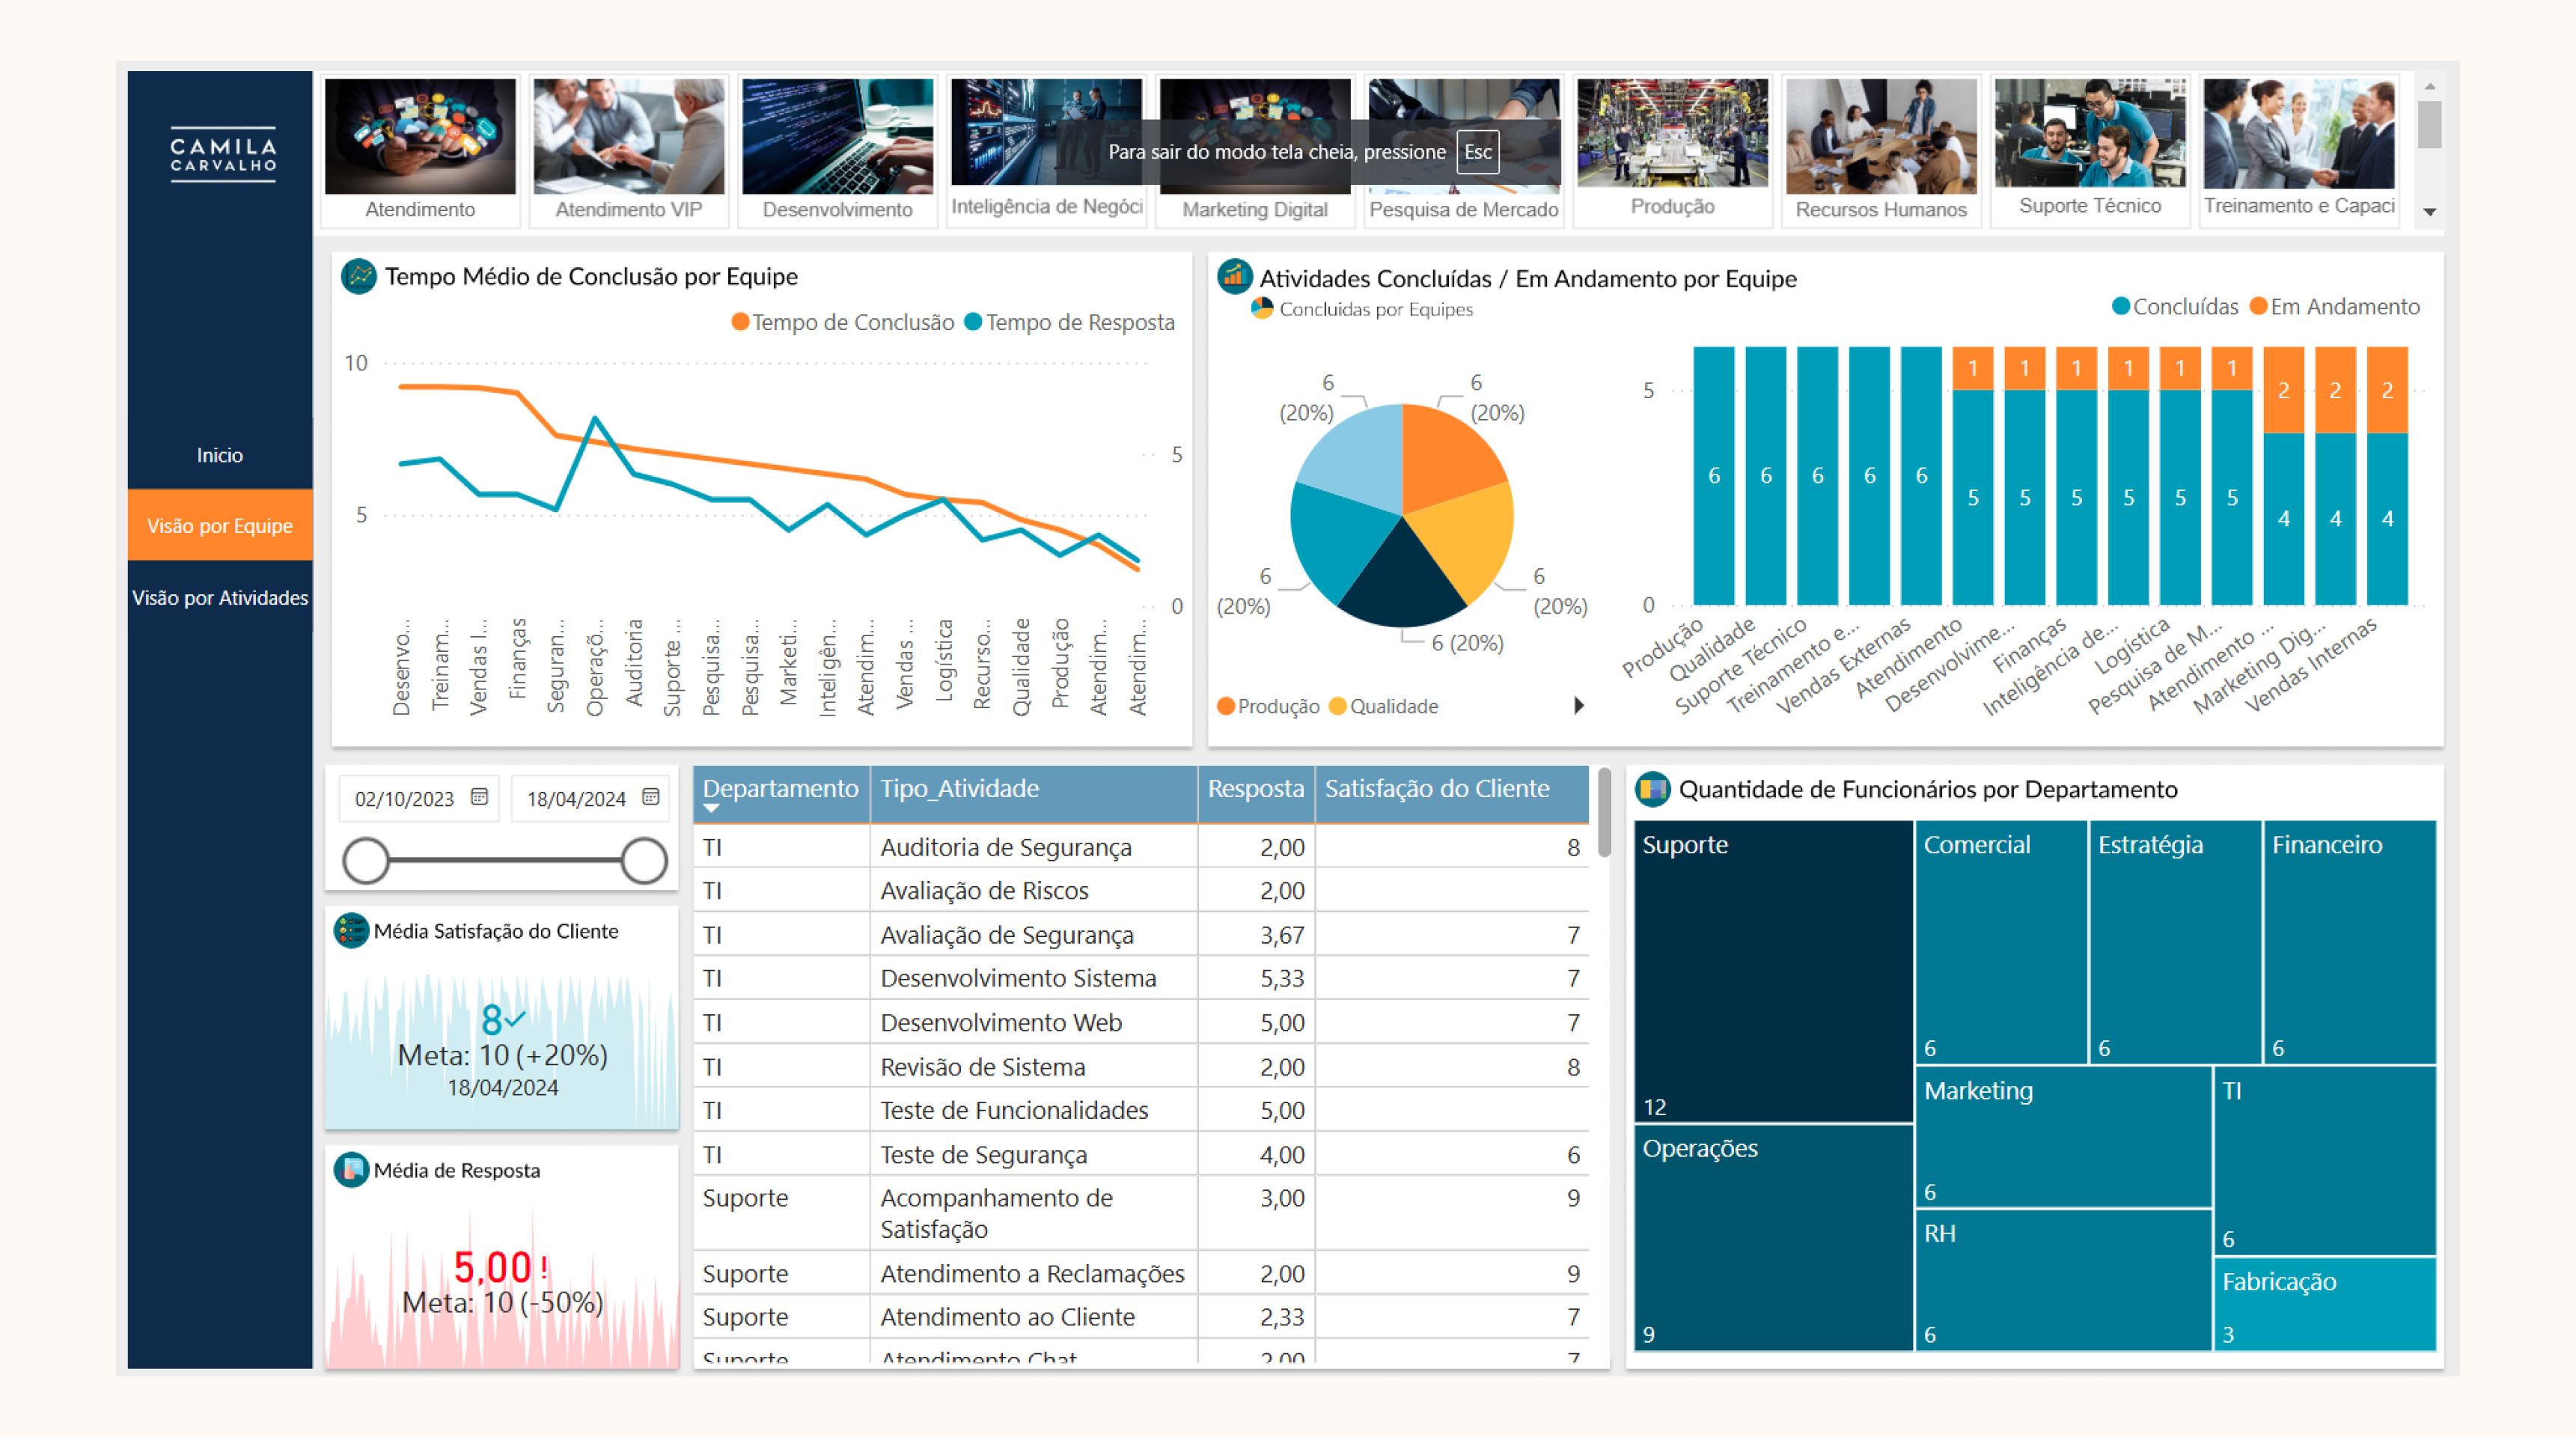 CAMILA
CARVALHO
Inicio
Visão por Equipe
Visão por Atividades
Atendimento
Atendimento VIP
Desenvolvimento
Inteligência de Negóci
Marketing Digital
Pesquisa de Mercado
Produção
Recursos Humanos
Suporte Técnico
Treinamento e Capaci
Para sair do modo tela cheia, pressione Esc
Tempo Médio de Conclusão por Equipe
Tempo de Conclusão Tempo de Resposta
10
5
5
0
Desenvo...
Treinam...
Vendas I...
Finanças
Seguran...
Operaçõ...
Auditoria
Suporte ...
Pesquisa...
Pesquisa...
Marketi...
Inteligên...
Atendim...
Vendas ...
Logística
Recurso...
Qualidade
Produção
Atendim...
Atendim...
Atividades Concluídas / Em Andamento por Equipe
Concluidas por Equipes
6
(20%)
6
(20%)
6
(20%)
6
(20%)
6 (20%)
Produção Qualidade
Concluídas Em Andamento
5
0
1 1 1 1 1 1 2 2 2
6 6 6 6 6 5 5 5 5 5 5 4 4 4
Produção
Qualidade
Suporte Técnico
Treinamento e...
Vendas Externas
Atendimento
Desenvolvime...
Finanças
Inteligência de...
Logística
Pesquisa de M...
Atendimento ...
Marketing Dig...
Vendas Internas
02/10/2023 18/04/2024
Média Satisfação do Cliente
8
Meta: 10 (+20%)
18/04/2024
Média de Resposta
5,00!
Meta: 10 (-50%)
Departamento Tipo_Atividade Resposta Satisfação do Cliente
TI Auditoria de Segurança 2,00 8
TI Avaliação de Riscos 2,00
TI Avaliação de Segurança 3,67 7
TI Desenvolvimento Sistema 5,33 7
TI Desenvolvimento Web 5,00 7
TI Revisão de Sistema 2,00 8
TI Teste de Funcionalidades 5,00
TI Teste de Segurança 4,00 6
Suporte Acompanhamento de 3,00 9
Satisfação
Suporte Atendimento a Reclamações 2,00 9
Suporte Atendimento ao Cliente 2,33 7
Suporte Atendimento Chat 2,00 7
Quantidade de Funcionários por Departamento
Suporte
12
Operações
9
Comercial
6
Estratégia
6
Financeiro
6
Marketing
6
RH
6
TI
6
Fabricação
3